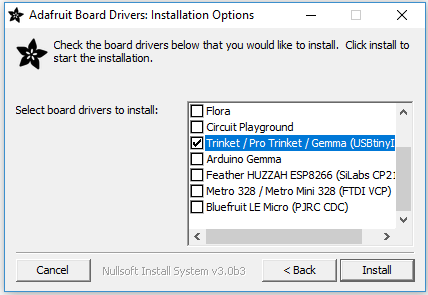 Adafruit Board Drivers: Installation Options
Check the board drivers below that you would like to install. Click install to
start the installation.
Select board drivers to install:
Flora
Circuit Playground
Trinket / Pro Trinket / Gemma (USBtinyI
Arduino Gemma
Feather HUZZAH ESP8266 (SiLabs CP21
Metro 328 / Metro Mini 328 (FTDI VCP)
Bluefruit LE Micro (PJRC CDC)
Cancel
Nullsoft Install System v3.0b3
< Back
Install